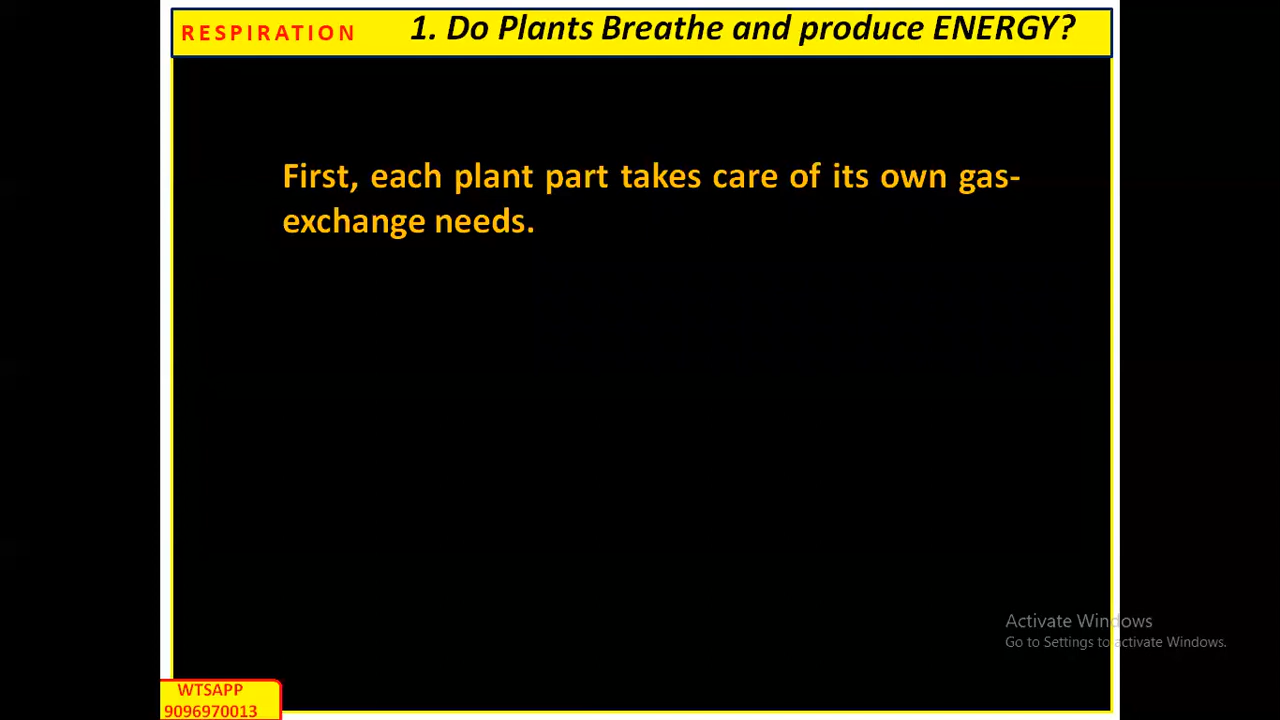 RESPIRATION
1. Do Plants Breathe and produce ENERGY?
First, each plant part takes care of its own gas-
exchange needs.
Activate Windows
Go to Settings to activate Windows.
WTSAPP
9096970013